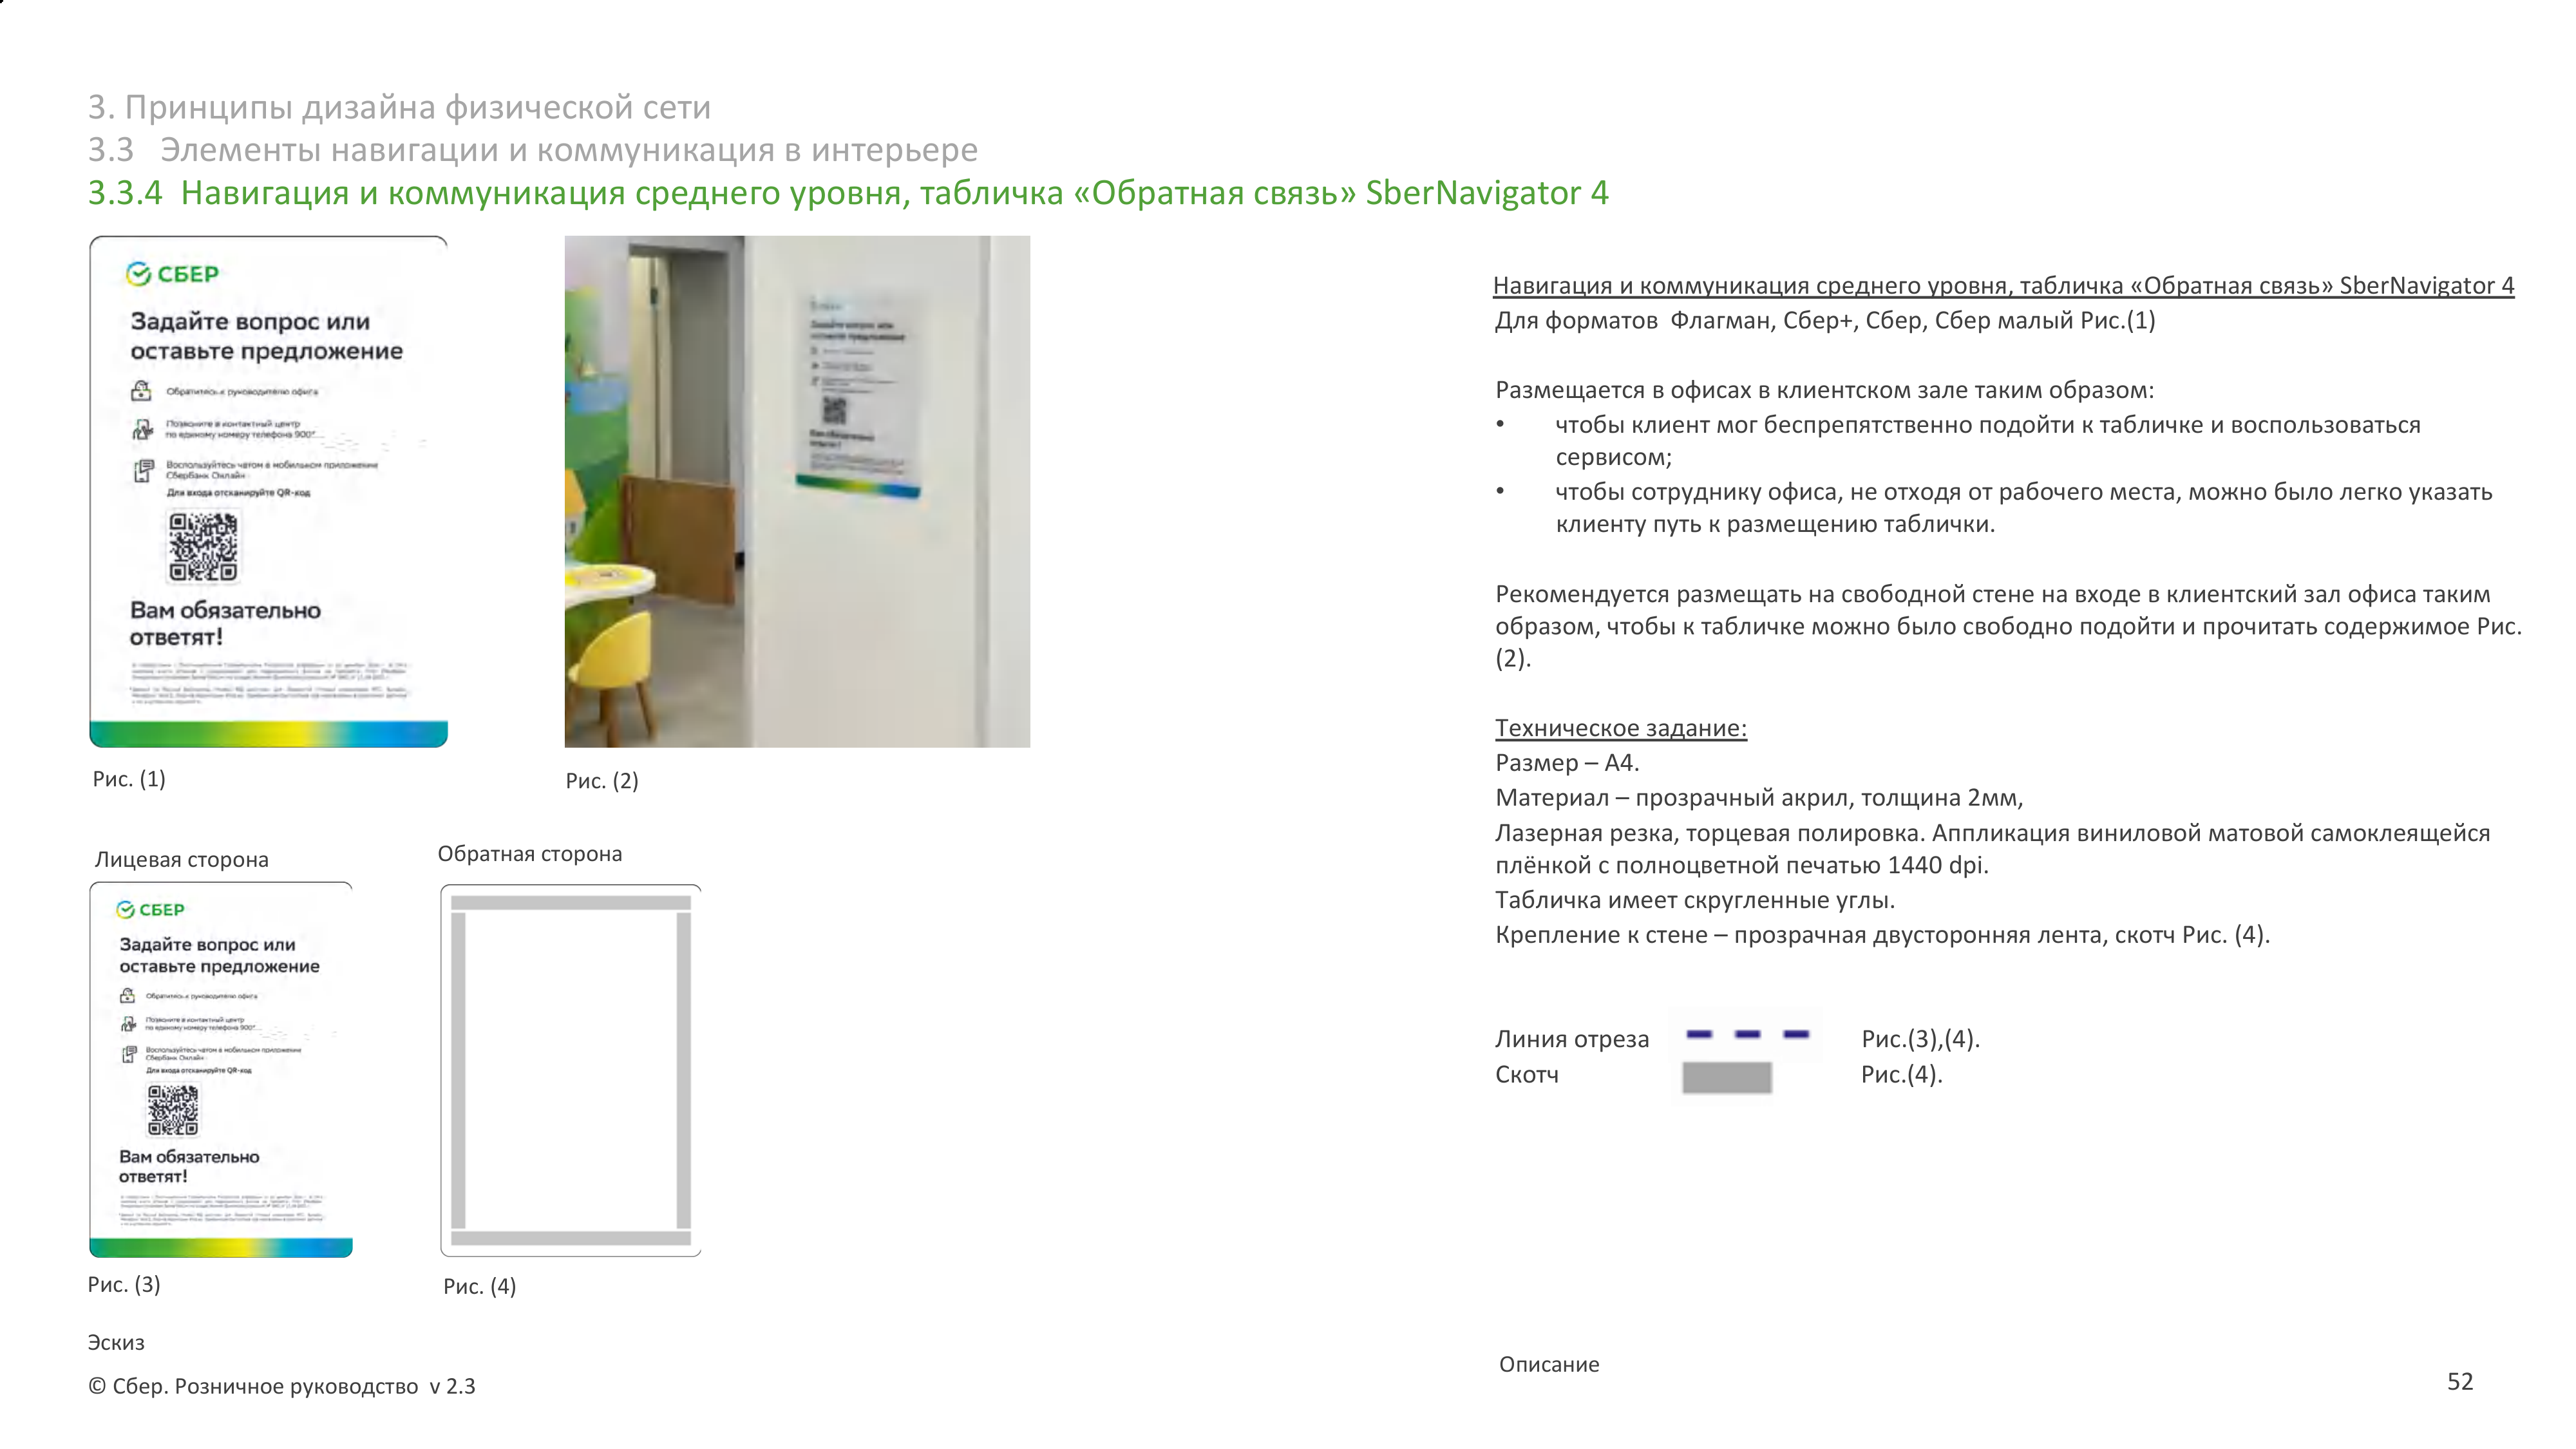 3. Принципы дизайна физической сети
3.3 Элементы навигации и коммуникация в интерьере
3.3.4 Навигация и коммуникация среднего уровня, табличка «Обратная связь» SberNavigator 4
СБЕР
Задайте вопрос или
оставьте предложение
Обратитесь к руководителю офиса
Позвоните в контактный центр
по единому номеру телефона 900*
Воспользуйтесь чатом в мобильном приложении
Сбербанк Онлайн
Для входа отсканируйте QR-код
Вам обязательно
ответят!
Рис. (1)
Рис. (2)
Лицевая сторона
Обратная сторона
СБЕР
Задайте вопрос или
оставьте предложение
Обратитесь к руководителю офиса
Позвоните в контактный центр
по единому номеру телефона 900*
Воспользуйтесь чатом в мобильном приложении
Сбербанк Онлайн
Для входа отсканируйте QR-код
Вам обязательно
ответят!
Рис. (3)
Рис. (4)
Эскиз
© Сбер. Розничное руководство v 2.3
Навигация и коммуникация среднего уровня, табличка «Обратная связь» SberNavigator 4
Для форматов Флагман, Сбер+, Сбер, Сбер малый Рис.(1)
Размещается в офисах в клиентском зале таким образом:
• чтобы клиент мог беспрепятственно подойти к табличке и воспользоваться
сервисом;
• чтобы сотруднику офиса, не отходя от рабочего места, можно было легко указать
клиенту путь к размещению таблички.
Рекомендуется размещать на свободной стене на входе в клиентский зал офиса таким
образом, чтобы к табличке можно было свободно подойти и прочитать содержимое Рис.
(2).
Техническое задание:
Размер – А4.
Материал – прозрачный акрил, толщина 2мм,
Лазерная резка, торцевая полировка. Аппликация виниловой матовой самоклеящейся
плёнкой с полноцветной печатью 1440 dpi.
Табличка имеет скругленные углы.
Крепление к стене – прозрачная двусторонняя лента, скотч Рис. (4).
Линия отреза Рис.(3),(4).
Скотч Рис.(4).
Описание
52